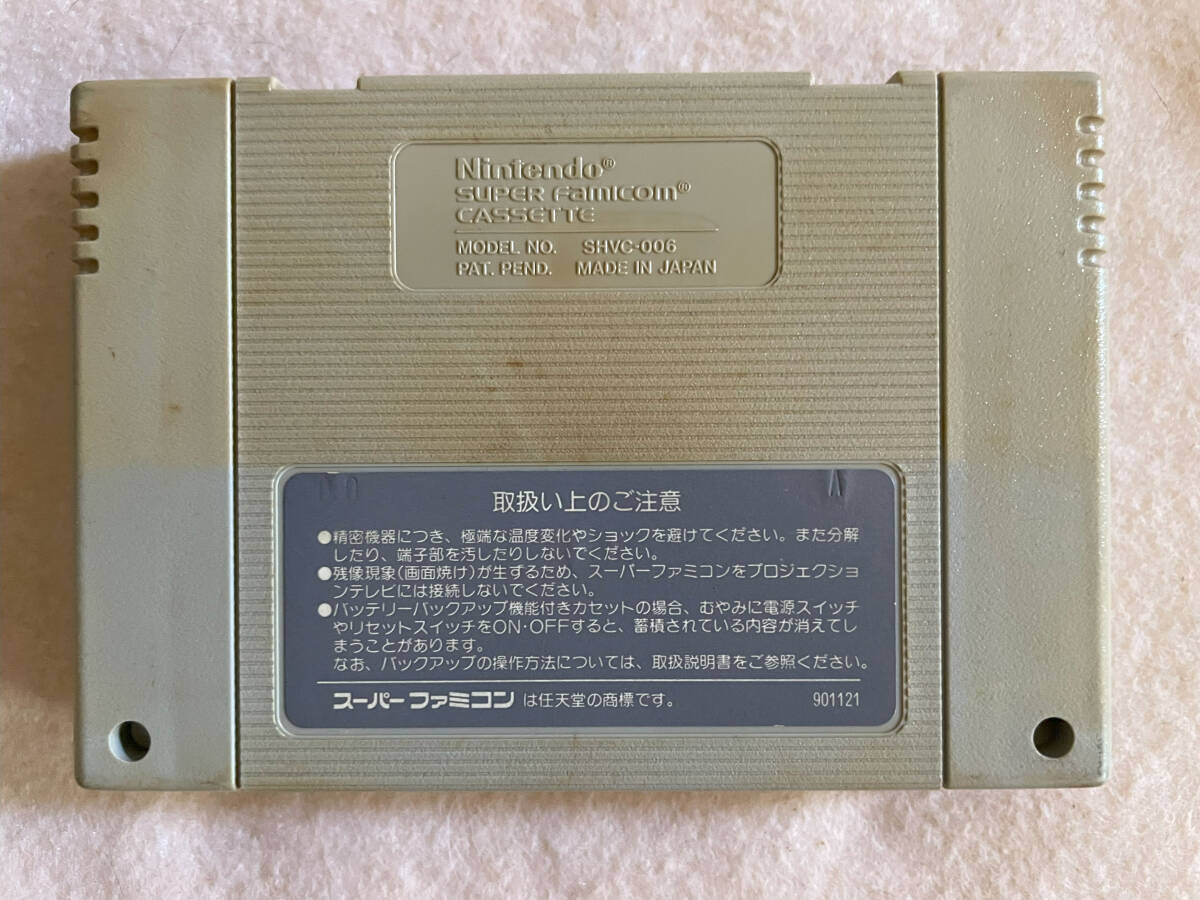 Nintendo®
SUPER Famicom®
CASSETTE
MODEL NO. SHVC-006
PAT. PEND. MADE IN JAPAN
取扱い上のご注意
●精密機器につき、極端な温度変化やショックを避けてください。また分解
したり、端子部を汚したりしないでください。
●残像現象(画面焼け)が生ずるため、スーパーファミコンをプロジェクショ
ンテレビには接続しないでください。
●バッテリーバックアップ機能付きカセットの場合、むやみに電源スイッチ
やリセットスイッチをON・OFFすると、蓄積されている内容が消えてし
まうことがあります。
なお、バックアップの操作方法については、取扱説明書をご参照ください。
スーパーファミコン は任天堂の商標です。 901121